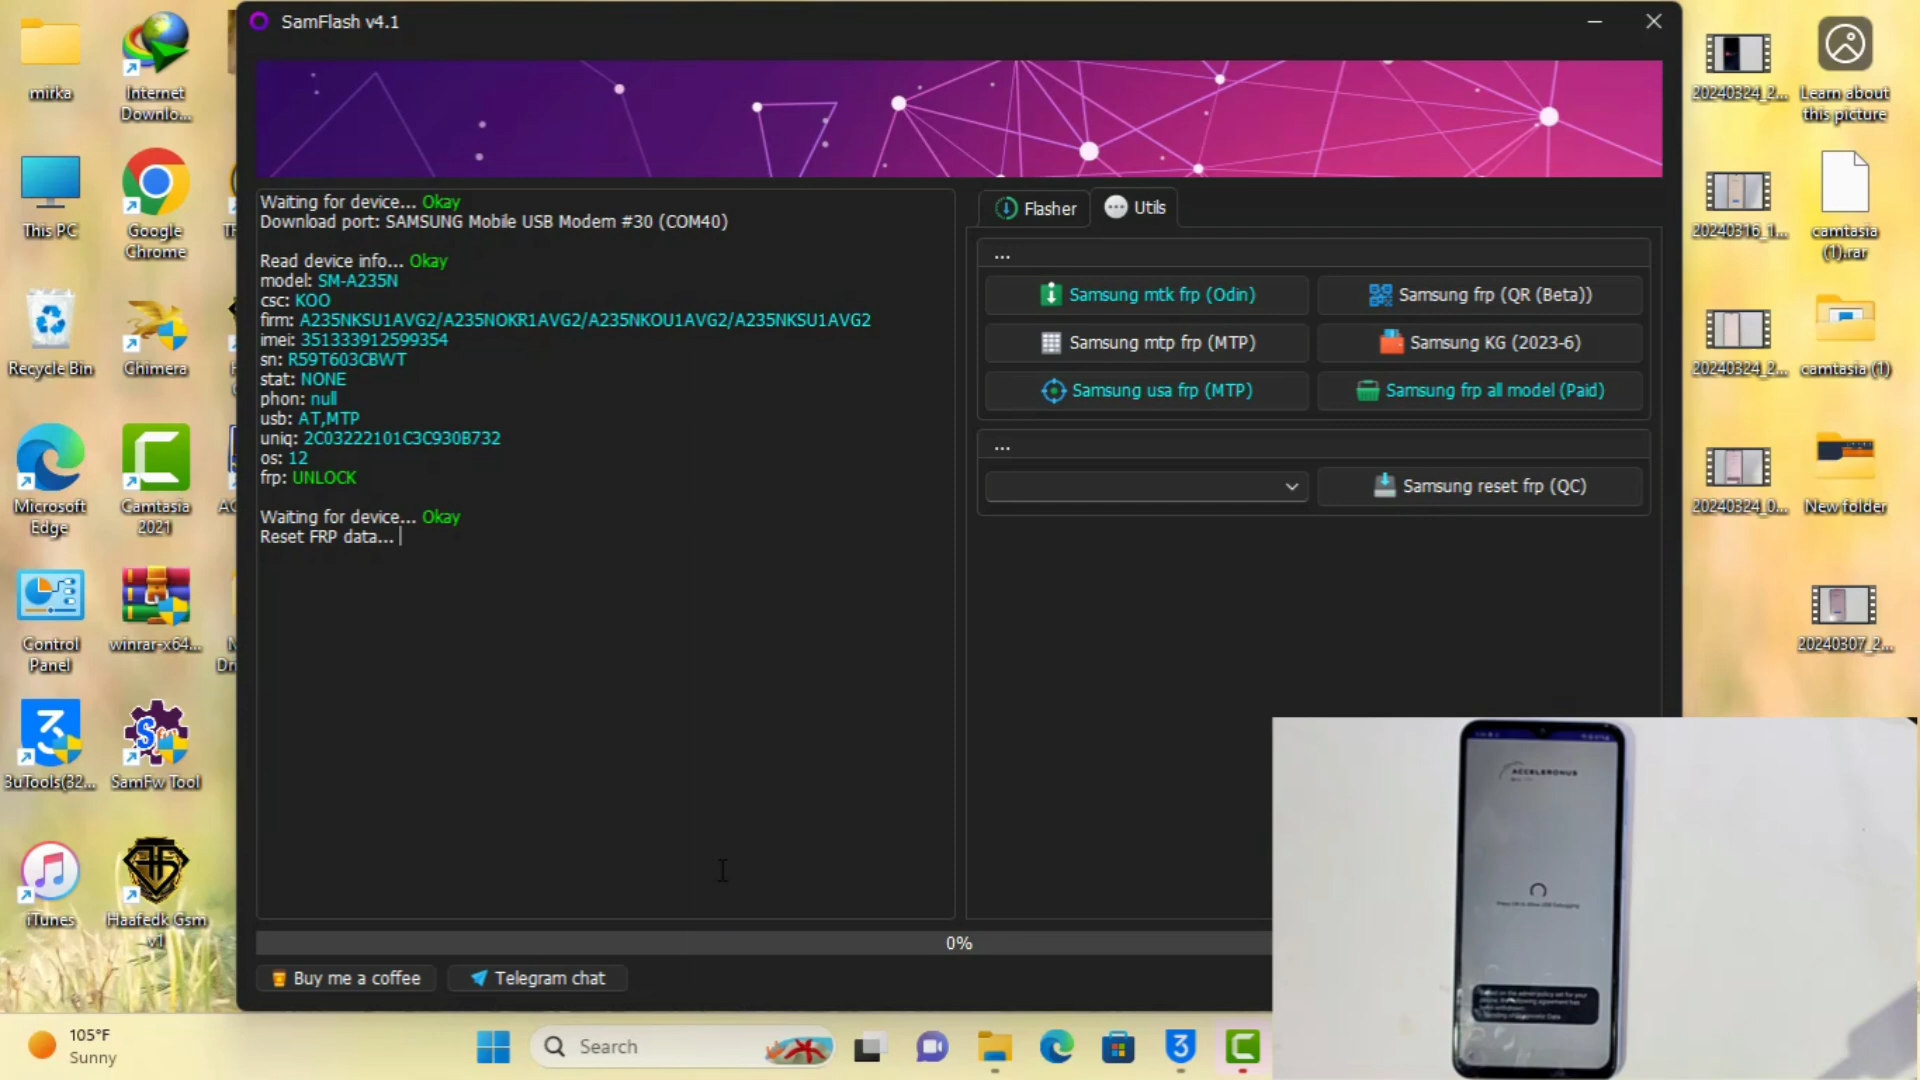 SamFlash v4.1
mirka
Internet
Downlo...
This PC
Google
Chrome
Recycle Bin
Chimera
Microsoft
Edge
Camtasia
2021
Control
Panel
winrar-x64...
3uTools(32...
SamFw Tool
iTunes
Haafedk Gsm
v1
Waiting for device... Okay
Download port: SAMSUNG Mobile USB Modem #30 (COM40)
Read device info... Okay
model: SM-A235N
csc: KOO
firm: A235NKSU1AVG2/A235NOKR1AVG2/A235NKOU1AVG2/A235NKSU1AVG2
imei: 351333912599354
sn: R59T603CBWT
stat: NONE
phon: null
usb: AT,MTP
uniq: 2C03222101C3C930B732
os: 12
frp: UNLOCK
Waiting for device... Okay
Reset FRP data...
Flasher
Utils
...
Samsung mtk frp (Odin)
Samsung frp (QR (Beta))
Samsung mtp frp (MTP)
Samsung KG (2023-6)
Samsung usa frp (MTP)
Samsung frp all model (Paid)
...
Samsung reset frp (QC)
0%
Buy me a coffee
Telegram chat
20240324_2...
Learn about
this picture
20240316_1...
camtasia
(1).rar
20240324_2...
camtasia (1)
20240324_0...
New folder
20240307_2...
ACCELERONUS
Press OK to allow USB Debugging
105°F
Sunny
Search